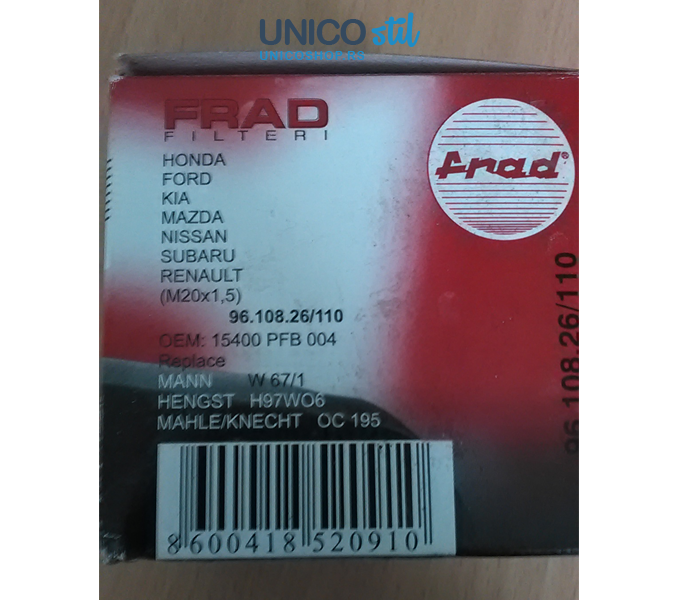 UNICO stil
FRAD
FILTERI
frad®
HONDA
FORD
KIA
MAZDA
NISSAN
SUBARU
RENAULT
(M20x1,5)
96.108.26/110
OEM: 15400 PFB 004
Replace
MANN W 67/1
HENGST H97WO6
MAHLE/KNECHT OC 195
8 600418 520910
96.108.26/110